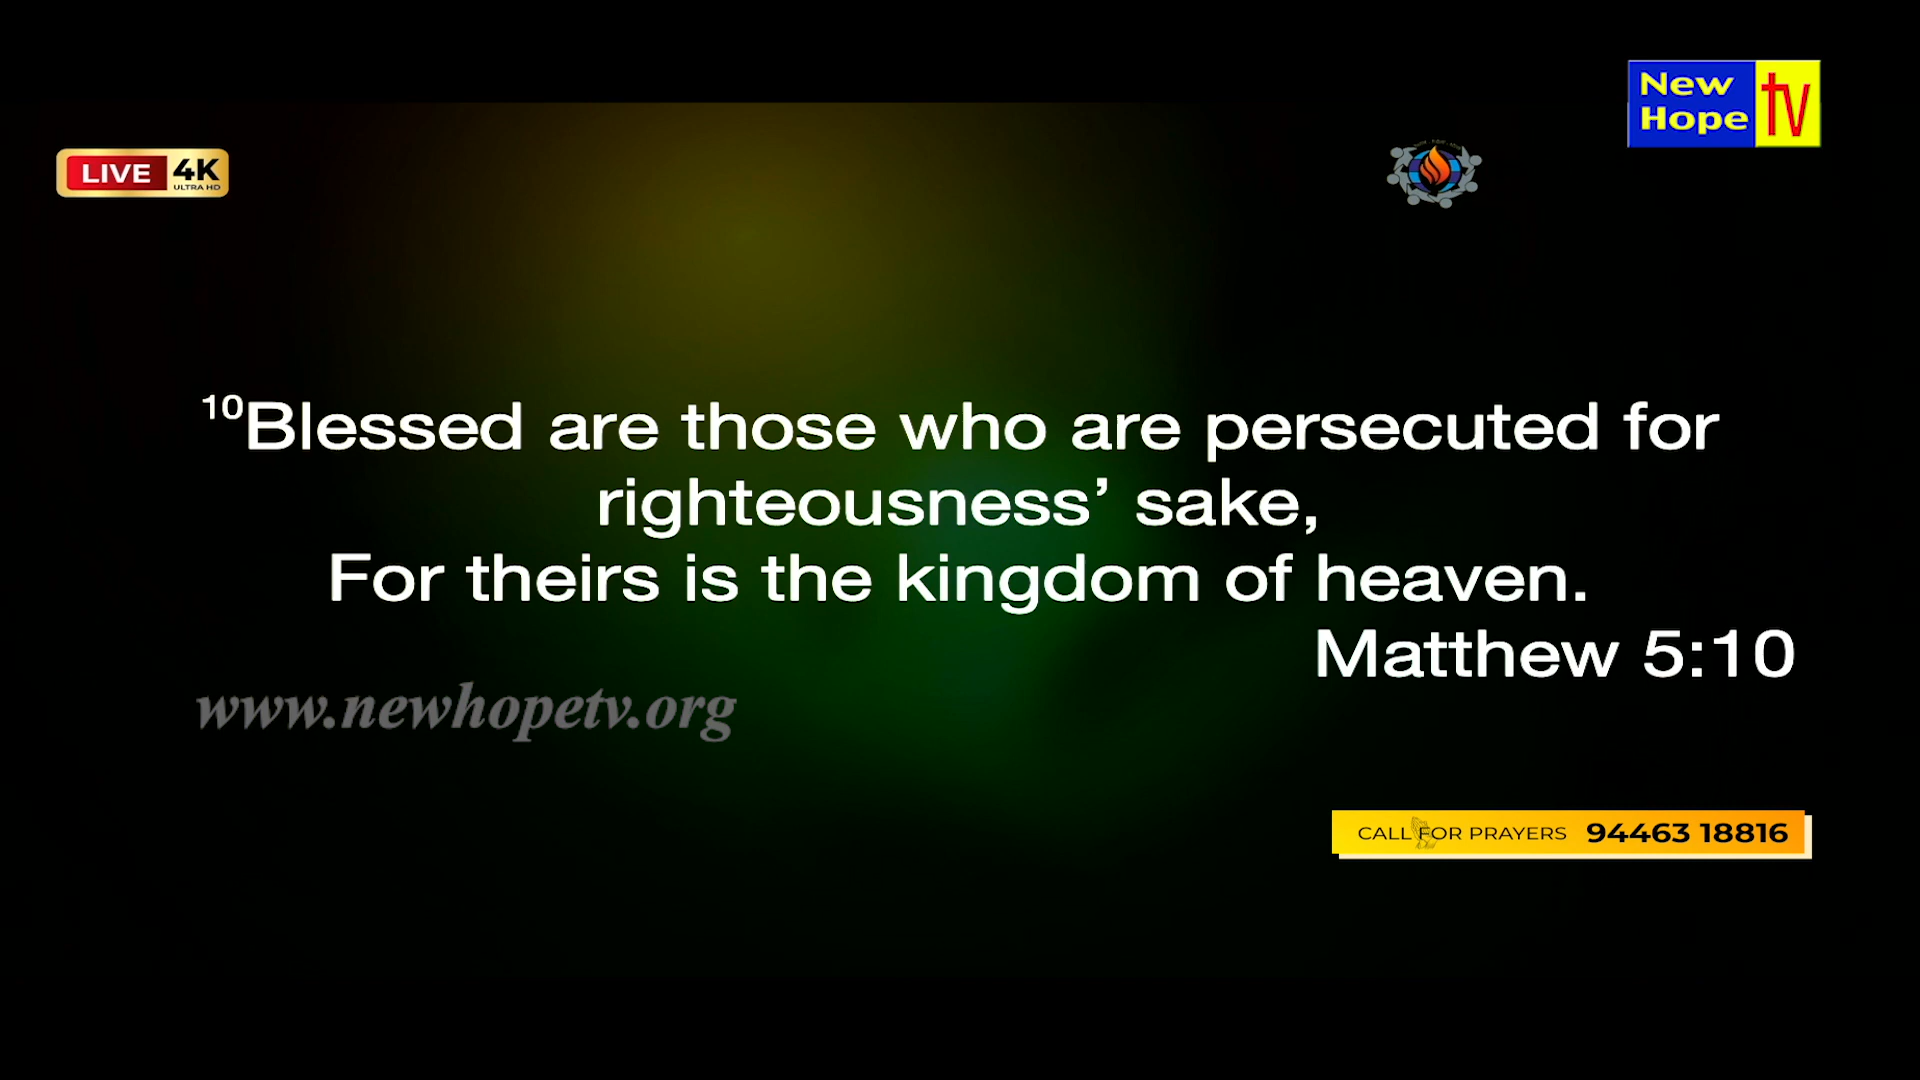 New
Hope
tv
LIVE 4K
ULTRA HD
¹⁰Blessed are those who are persecuted for
righteousness’ sake,
For theirs is the kingdom of heaven.
Matthew 5:10
www.newhopetv.org
CALL FOR PRAYERS 94463 18816